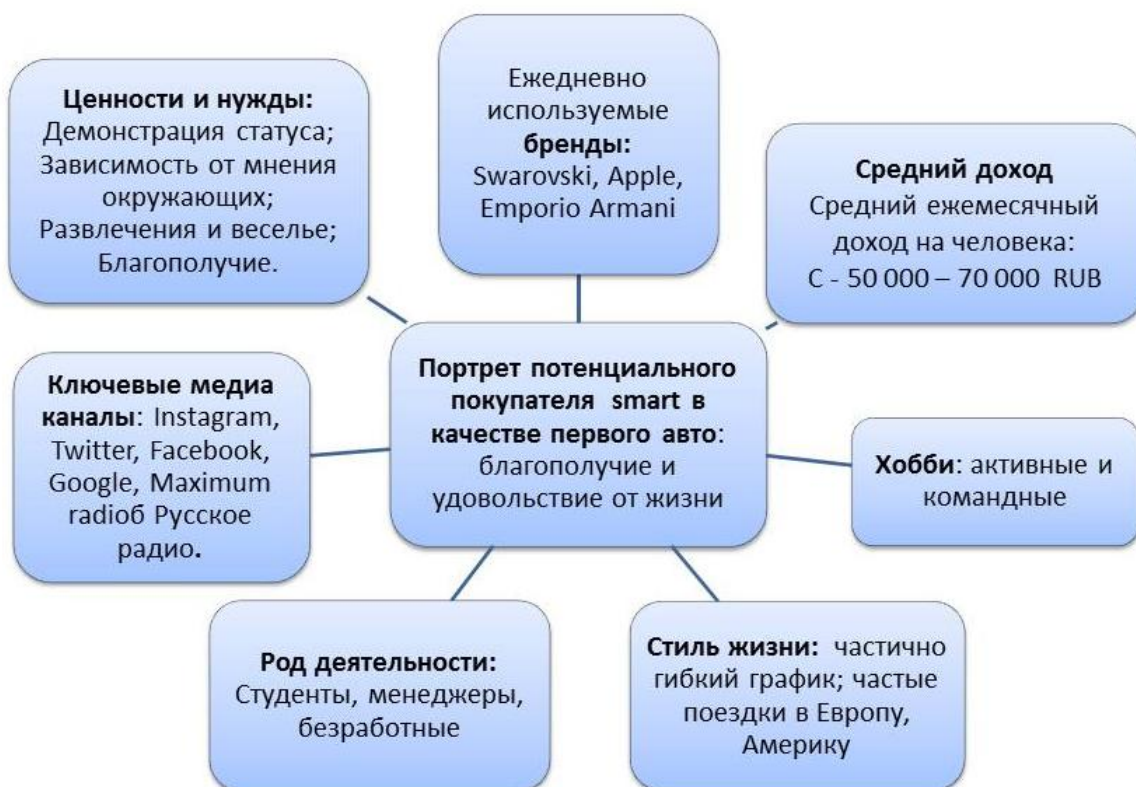 Ценности и нужды:
Демонстрация статуса;
Зависимость от мнения
окружающих;
Развлечения и веселье;
Благополучие.
Ежедневно
используемые
бренды:
Swarovski, Apple,
Emporio Armani
Средний доход
Средний ежемесячный
доход на человека:
С - 50 000 – 70 000 RUB
Ключевые медиа
каналы: Instagram,
Twitter, Facebook,
Google, Maximum
radioб Русское
радио.
Портрет потенциального
покупателя smart в
качестве первого авто:
благополучие и
удовольствие от жизни
Хобби: активные и
командные
Род деятельности:
Студенты, менеджеры,
безработные
Стиль жизни: частично
гибкий график; частые
поездки в Европу,
Америку